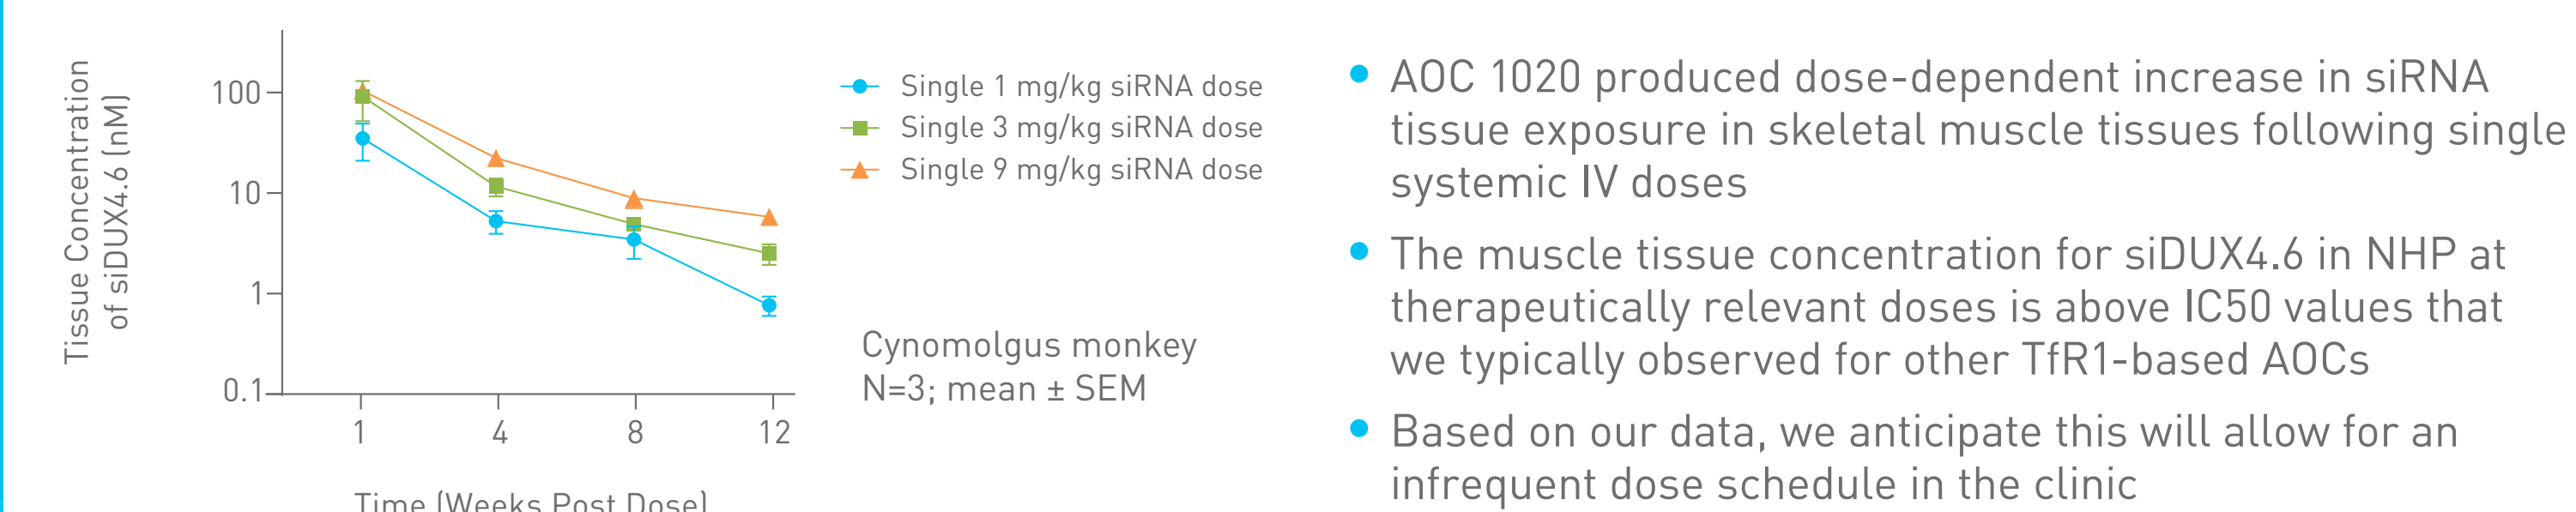 Tissue Concentration
of siDUX4.6 (nM)
100
10
1
0.1
1 4 8 12
Time (Weeks Post Dose)
Single 1 mg/kg siRNA dose
Single 3 mg/kg siRNA dose
Single 9 mg/kg siRNA dose
Cynomolgus monkey
N=3; mean ± SEM
• AOC 1020 produced dose-dependent increase in siRNA
tissue exposure in skeletal muscle tissues following single
systemic IV doses
• The muscle tissue concentration for siDUX4.6 in NHP at
therapeutically relevant doses is above IC50 values that
we typically observed for other TfR1-based AOCs
• Based on our data, we anticipate this will allow for an
infrequent dose schedule in the clinic